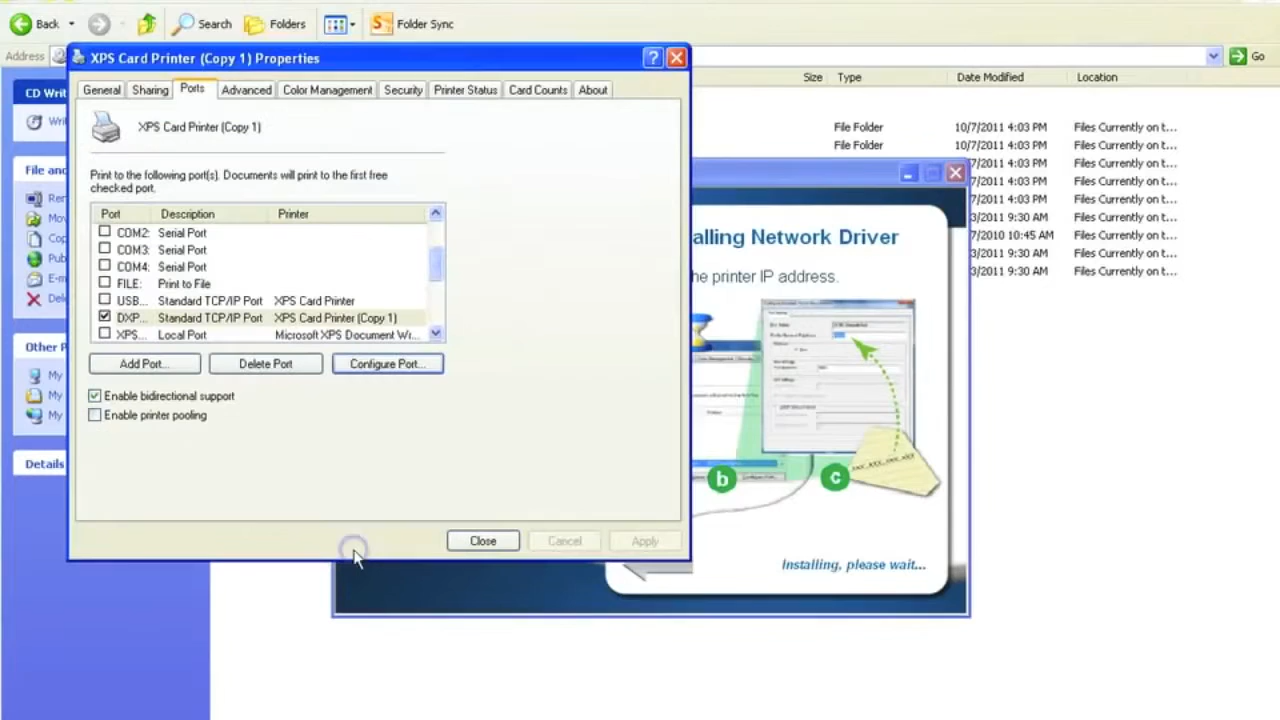 Back
Search
Folders
Folder Sync
Address
Go
XPS Card Printer (Copy 1) Properties
General Sharing Ports Advanced Color Management Security Printer Status Card Counts About
XPS Card Printer (Copy 1)
Print to the following port(s). Documents will print to the first free
checked port.
Port Description Printer
COM2: Serial Port
COM3: Serial Port
COM4: Serial Port
FILE: Print to File
USB... Standard TCP/IP Port XPS Card Printer
DXP... Standard TCP/IP Port XPS Card Printer (Copy 1)
XPS... Local Port Microsoft XPS Document Wr...
Add Port... Delete Port Configure Port...
Enable bidirectional support
Enable printer pooling
Close Cancel Apply
CD Writ
Writ
File and
Ren
Mov
Cop
Pub
E-m
Dele
Other P
My
My
My
Details
Size Type Date Modified Location
File Folder 10/7/2011 4:03 PM Files Currently on t...
File Folder 10/7/2011 4:03 PM Files Currently on t...
7/2011 4:03 PM Files Currently on t...
7/2011 4:03 PM Files Currently on t...
7/2011 4:03 PM Files Currently on t...
3/2011 9:30 AM Files Currently on t...
7/2010 10:45 AM Files Currently on t...
3/2011 9:30 AM Files Currently on t...
3/2011 9:30 AM Files Currently on t...
alling Network Driver
he printer IP address.
b
c
Installing, please wait...